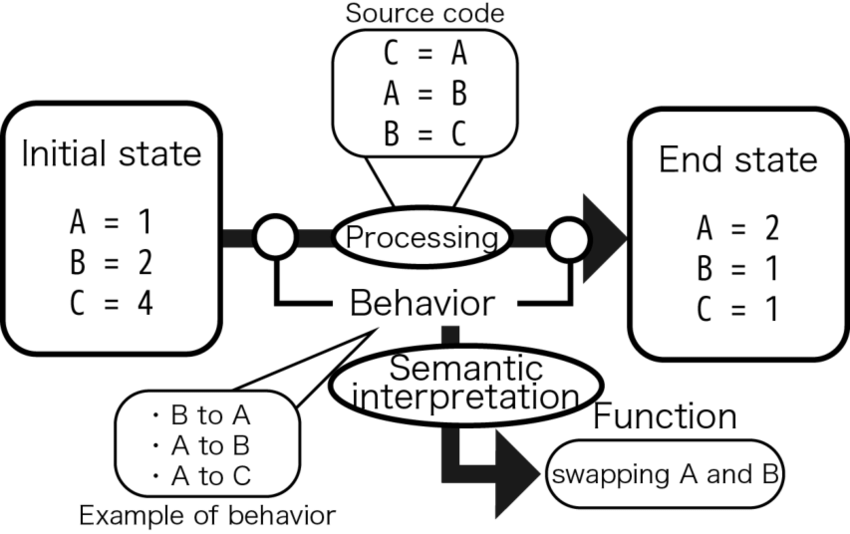 Source code
C = A
A = B
B = C
Initial state
A = 1
B = 2
C = 4
Processing
End state
A = 2
B = 1
C = 1
Behavior
Semantic
interpretation
・B to A
・A to B
・A to C
Example of behavior
Function
swapping A and B